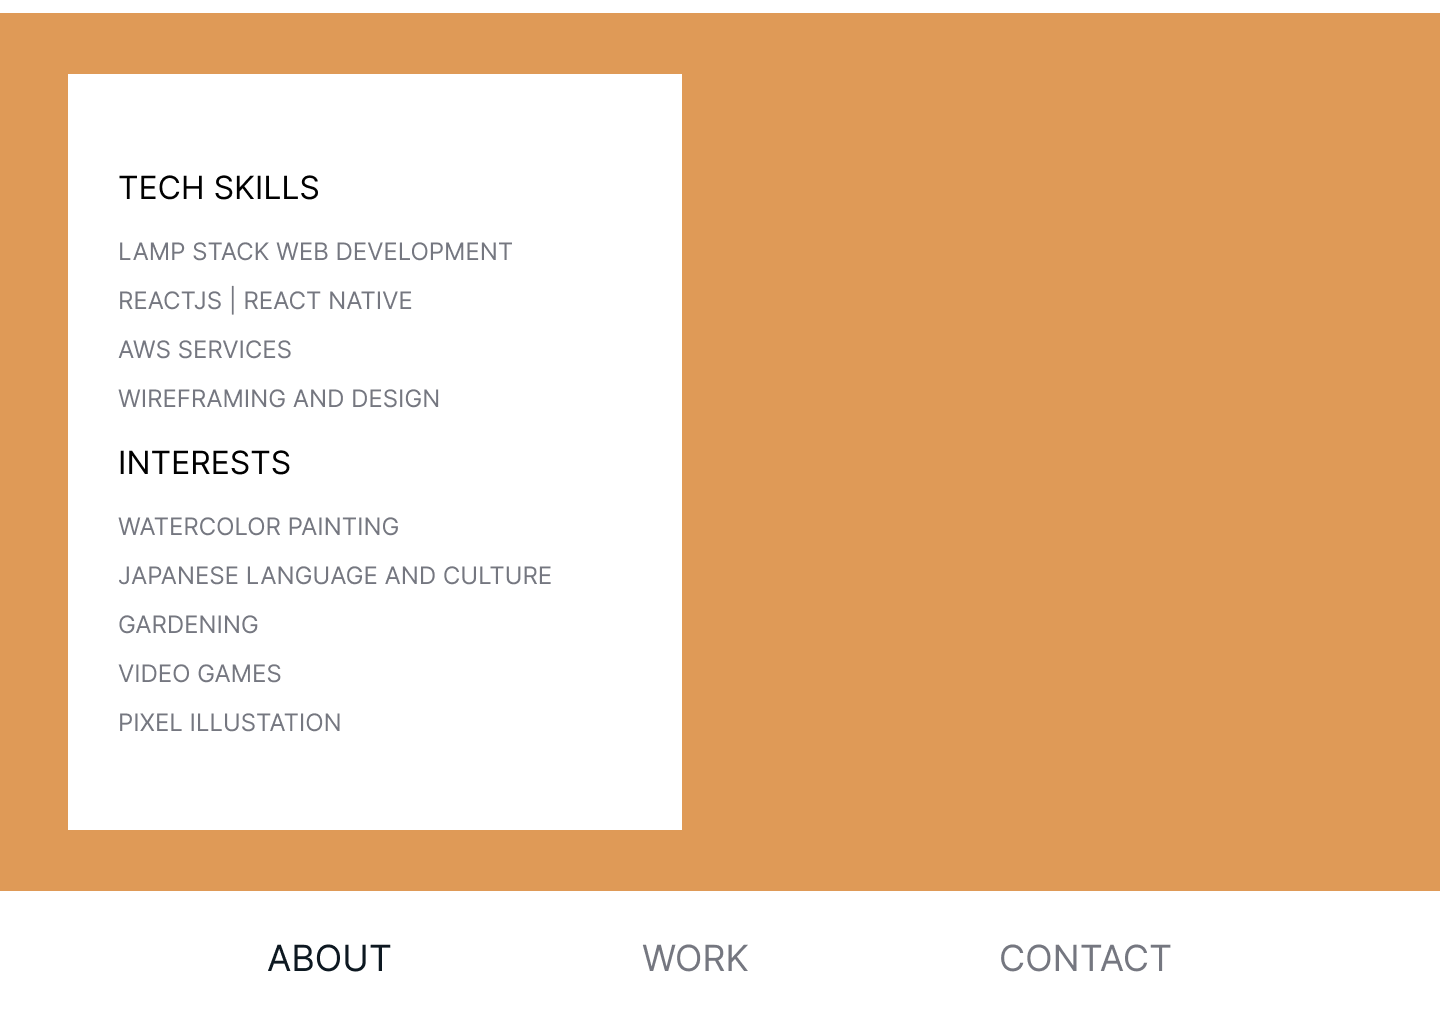 TECH SKILLS
LAMP STACK WEB DEVELOPMENT
REACTJS | REACT NATIVE
AWS SERVICES
WIREFRAMING AND DESIGN
INTERESTS
WATERCOLOR PAINTING
JAPANESE LANGUAGE AND CULTURE
GARDENING
VIDEO GAMES
PIXEL ILLUSTATION
ABOUT WORK CONTACT